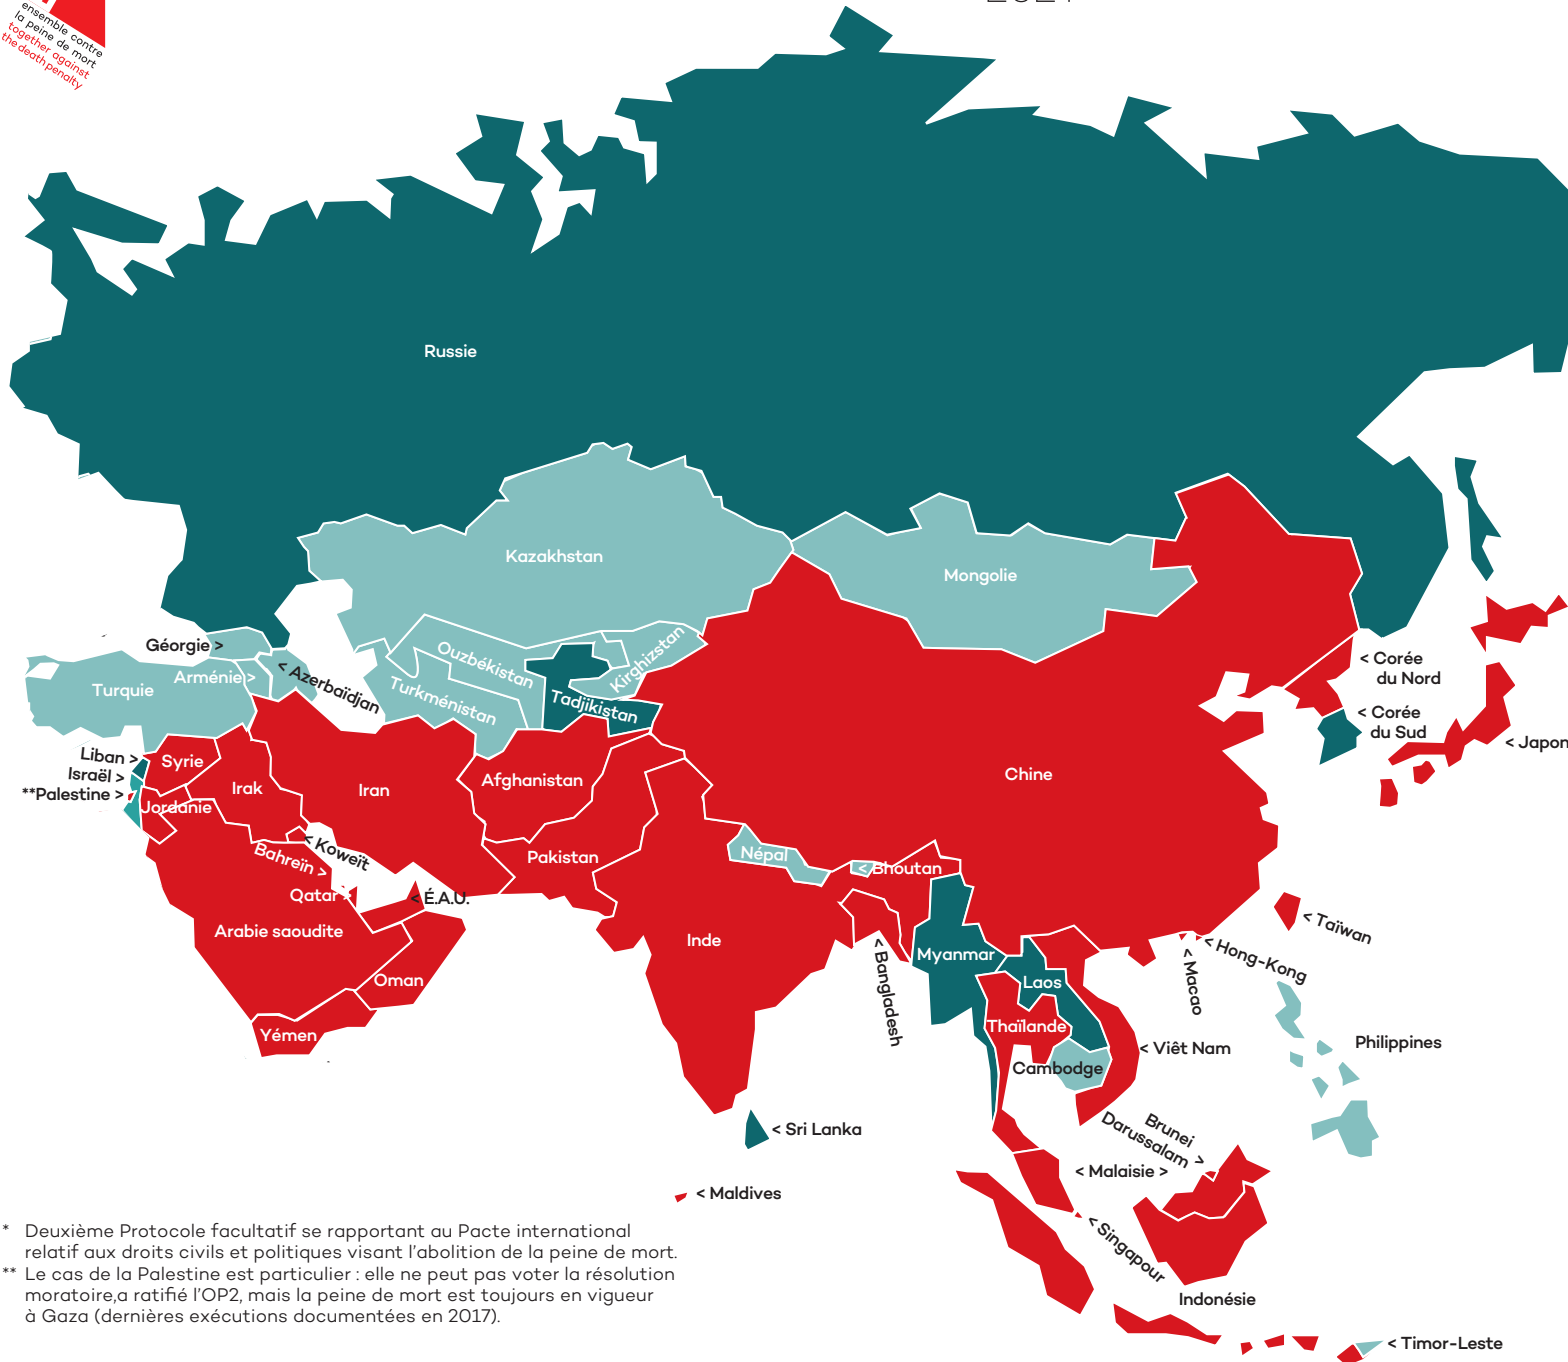 ensemble contre
la peine de mort
together against
the death penalty
Russie
Kazakhstan
Mongolie
Géorgie >
Arménie>
< Azerbaïdjan
Turquie
Ouzbékistan
Kirghizistan
Turkménistan
Tadjikistan
< Corée
du Nord
< Corée
du Sud
< Japon
Liban >
Israël >
**Palestine >
Syrie
Jordanie
Irak
Iran
Afghanistan
Chine
< Koweït
Bahreïn >
Qatar >
< É.A.U.
Pakistan
Népal
< Bhoutan
Arabie saoudite
Oman
Yémen
Inde
< Bangladesh
Myanmar
Laos
Thaïlande
Cambodge
< Viêt Nam
< Macao
< Hong-Kong
< Taïwan
Philippines
< Sri Lanka
< Maldives
Brunei
Darussalam >
< Malaisie >
< Singapour
Indonésie
< Timor-Leste
* Deuxième Protocole facultatif se rapportant au Pacte international
relatif aux droits civils et politiques visant l'abolition de la peine de mort.
** Le cas de la Palestine est particulier : elle ne peut pas voter la résolution
moratoire,a ratifié l'OP2, mais la peine de mort est toujours en vigueur
à Gaza (dernières exécutions documentées en 2017).